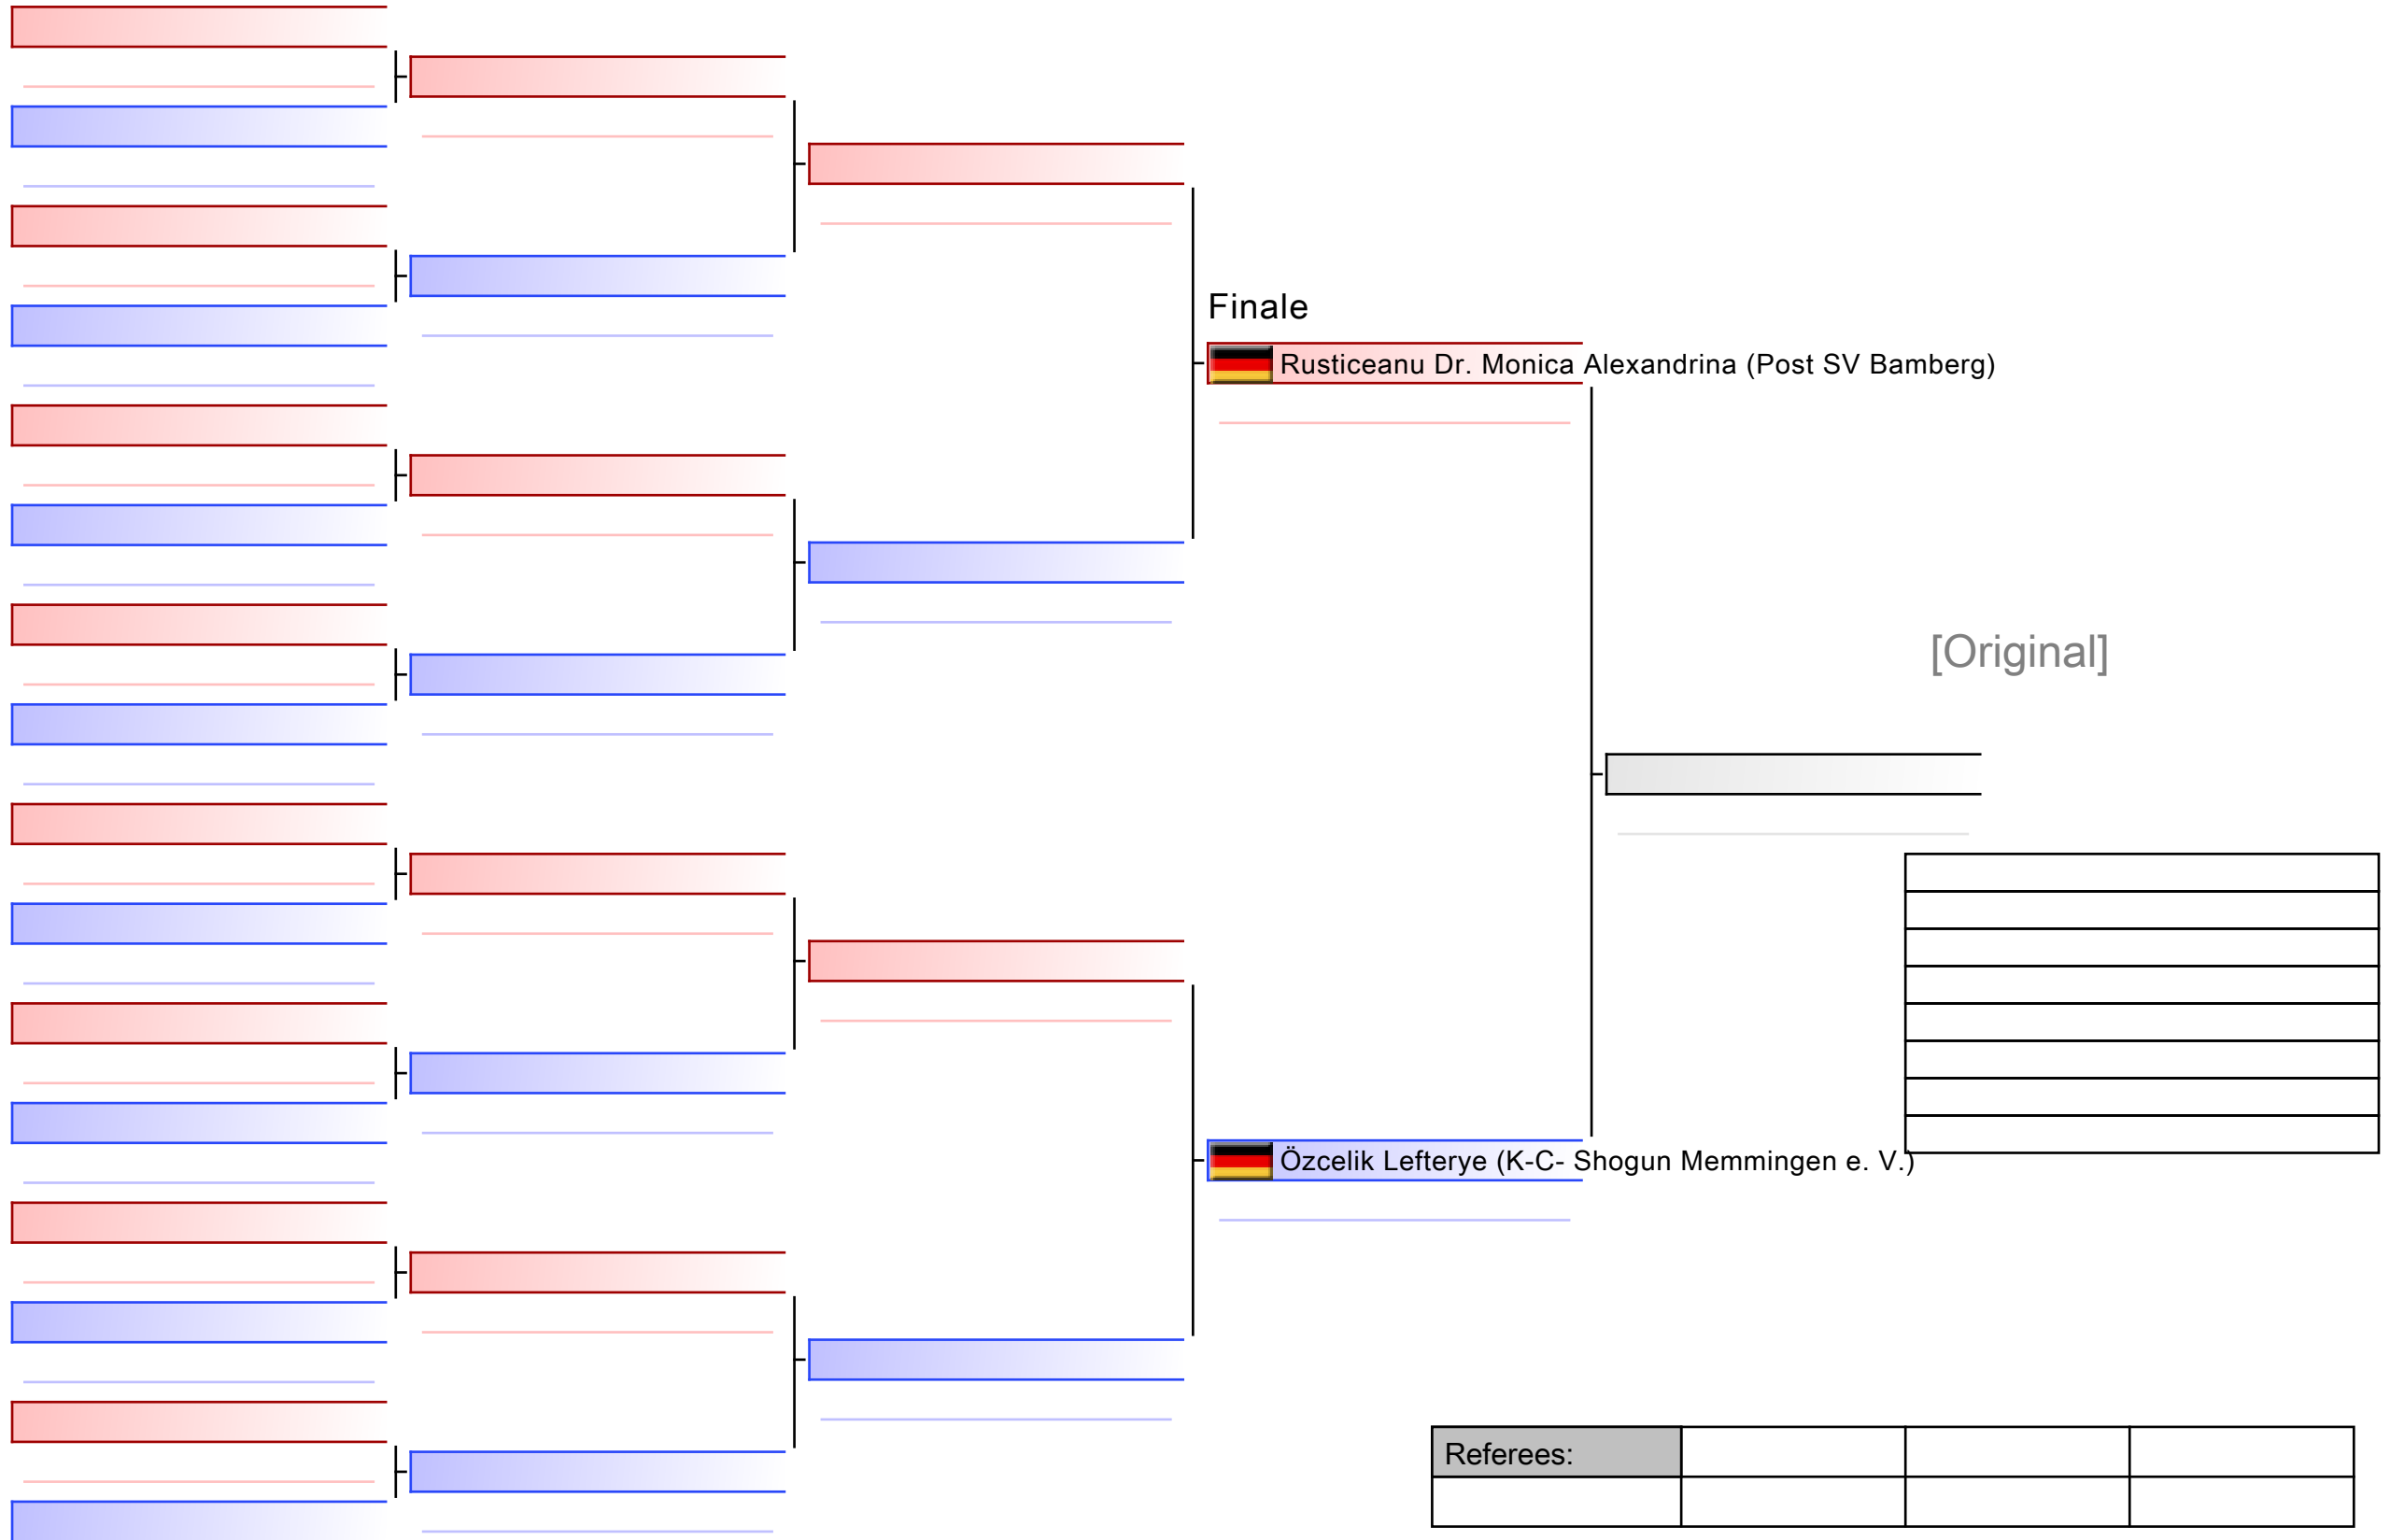 Finale
Rusticeanu Dr. Monica Alexandrina (Post SV Bamberg)
[Original]
Özcelik Lefterye (K-C- Shogun Memmingen e. V.)
Referees: